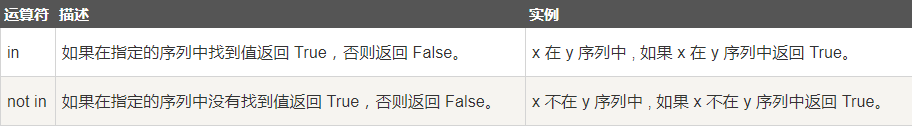 运算符 描述 实例
in 如果在指定的序列中找到值返回 True，否则返回 False。 x 在 y 序列中 , 如果 x 在 y 序列中返回 True。
not in 如果在指定的序列中没有找到值返回 True，否则返回 False。 x 不在 y 序列中 , 如果 x 不在 y 序列中返回 True。